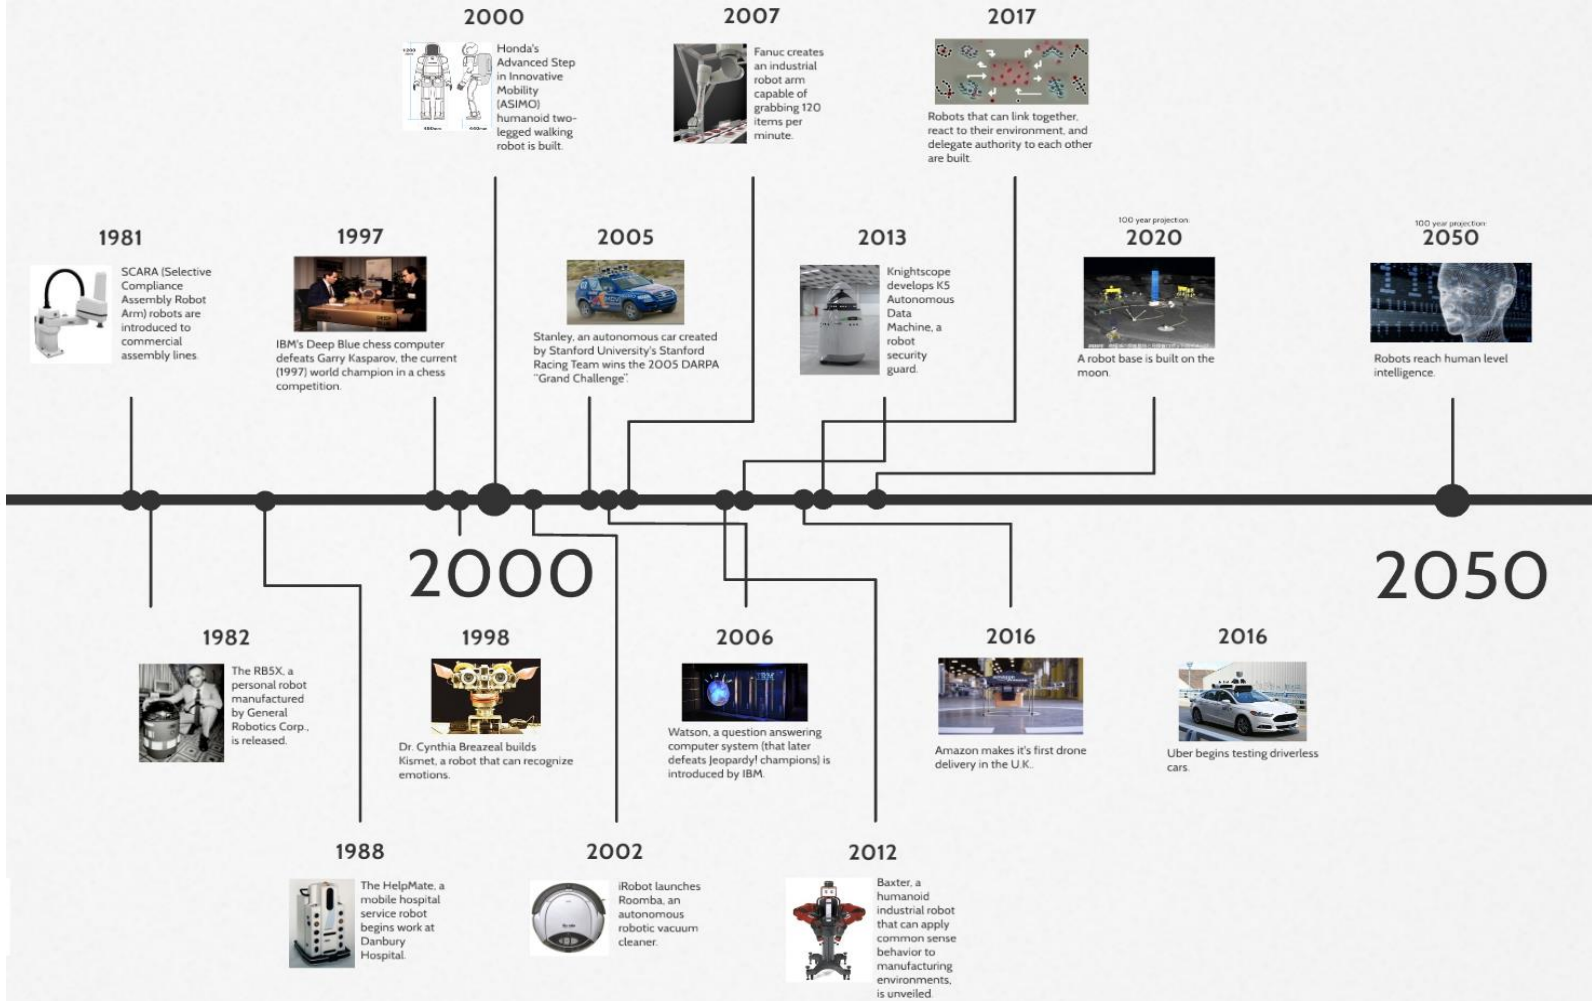 2000
Honda's
Advanced Step
in Innovative
Mobility
(ASIMO)
humanoid two-
legged walking
robot is built.
2007
Fanuc creates
an industrial
robot arm
capable of
grabbing 120
items per
minute.
2017
Robots that can link together,
react to their environment, and
delegate authority to each other
are built.
1981
SCARA (Selective
Compliance
Assembly Robot
Arm) robots are
introduced to
commercial
assembly lines.
1997
IBM's Deep Blue chess computer
defeats Garry Kasparov, the current
(1997) world champion in a chess
competition.
2005
Stanley, an autonomous car created
by Stanford University's Stanford
Racing Team wins the 2005 DARPA
"Grand Challenge".
2013
Knightscope
develops K5
Autonomous
Data
Machine, a
robot
security
guard.
100 year projection:
2020
A robot base is built on the
moon.
100 year projection:
2050
Robots reach human level
intelligence.
2000
2050
1982
The RB5X, a
personal robot
manufactured
by General
Robotics Corp.,
is released.
1998
Dr. Cynthia Breazeal builds
Kismet, a robot that can recognize
emotions.
2006
IBM
Watson, a question answering
computer system (that later
defeats Jeopardy! champions) is
introduced by IBM.
2016
Amazon makes it's first drone
delivery in the U.K..
2016
Uber begins testing driverless
cars.
1988
The HelpMate, a
mobile hospital
service robot
begins work at
Danbury
Hospital.
2002
iRobot launches
Roomba, an
autonomous
robotic vacuum
cleaner.
2012
Baxter, a
humanoid
industrial robot
that can apply
common sense
behavior to
manufacturing
environments,
is unveiled.